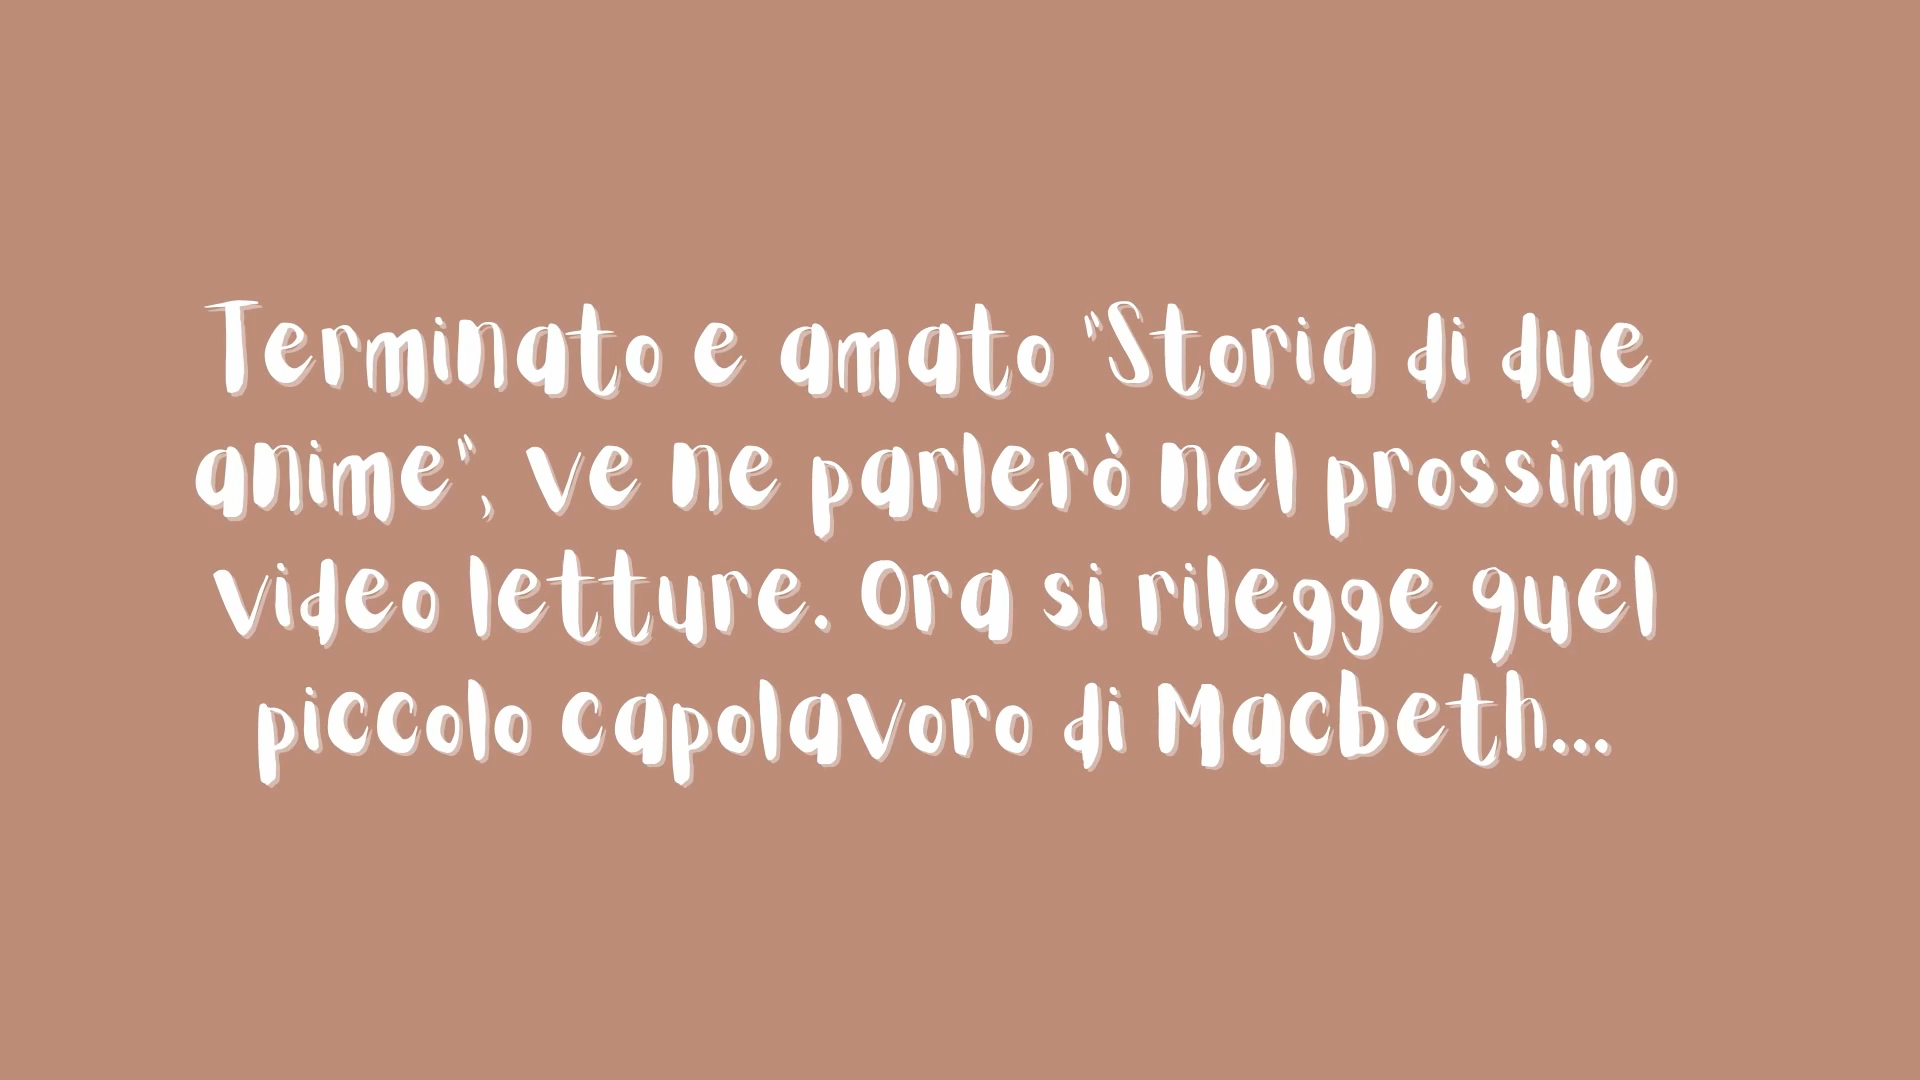 Terminato e amato "Storia di due
anime", ve ne parlerò nel prossimo
video letture. Ora si rilegge quel
piccolo capolavoro di Macbeth...